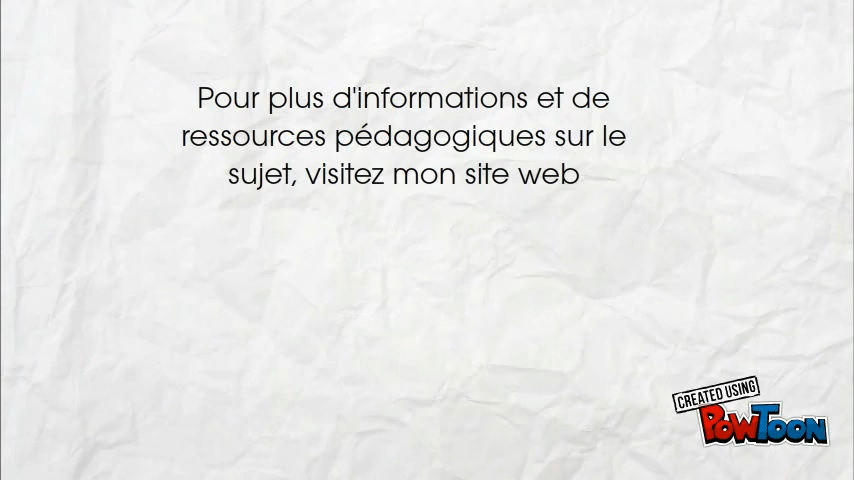 Pour plus d'informations et de
ressources pédagogiques sur le
sujet, visitez mon site web
CREATED USING
POWTOON